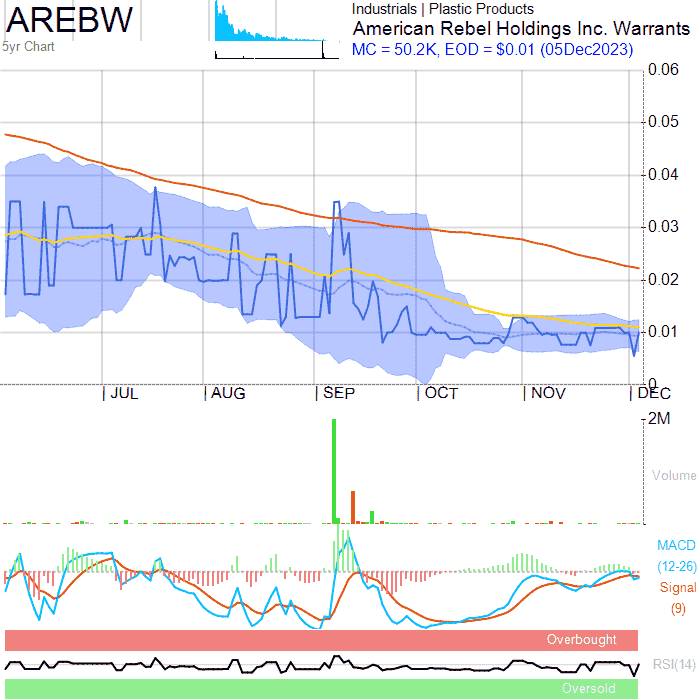 AREBW
5yr Chart
Industrials | Plastic Products
American Rebel Holdings Inc. Warrants
MC = 50.2K, EOD = $0.01 (05Dec2023)
0.06
0.05
0.04
0.03
0.02
0.01
0
JUL
AUG
SEP
OCT
NOV
DEC
2M
Volume
MACD
(12-26)
Signal
(9)
Overbought
RSI(14)
Oversold